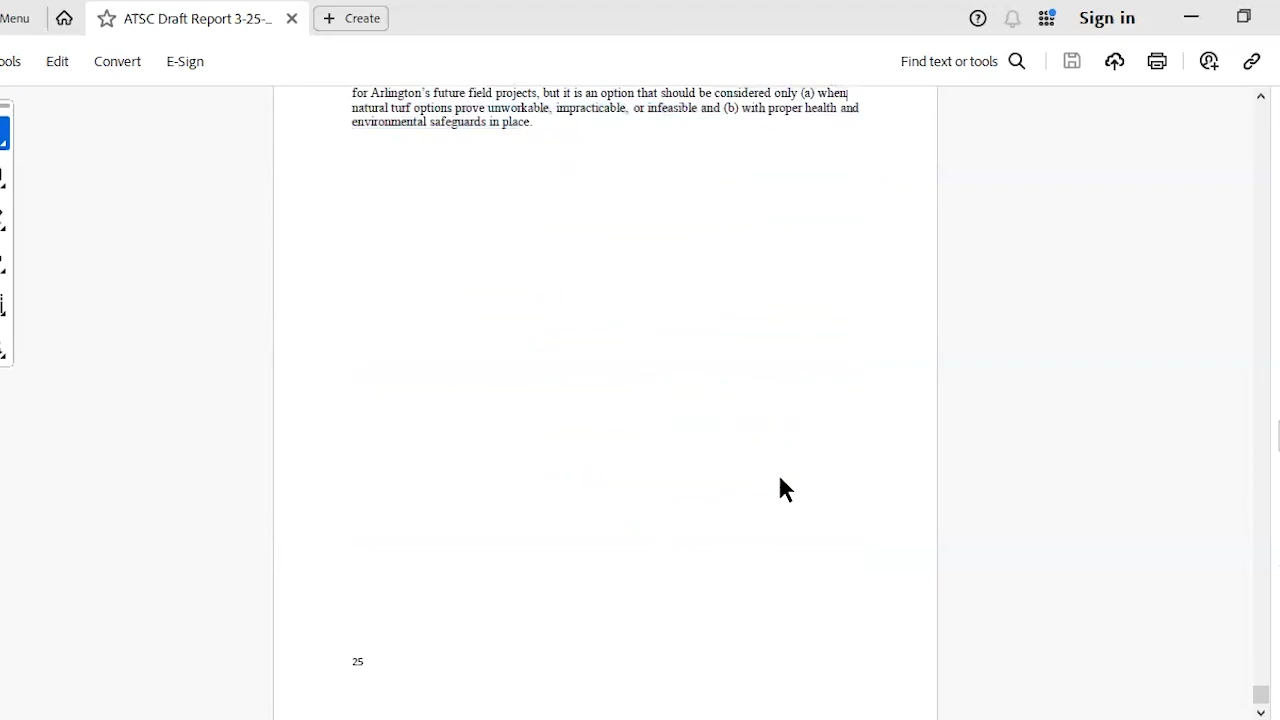 Menu
ATSC Draft Report 3-25-...
Create
Sign in
ools
Edit
Convert
E-Sign
Find text or tools
for Arlington's future field projects, but it is an option that should be considered only (a) when
natural turf options prove unworkable, impracticable, or infeasible and (b) with proper health and
environmental safeguards in place.
25